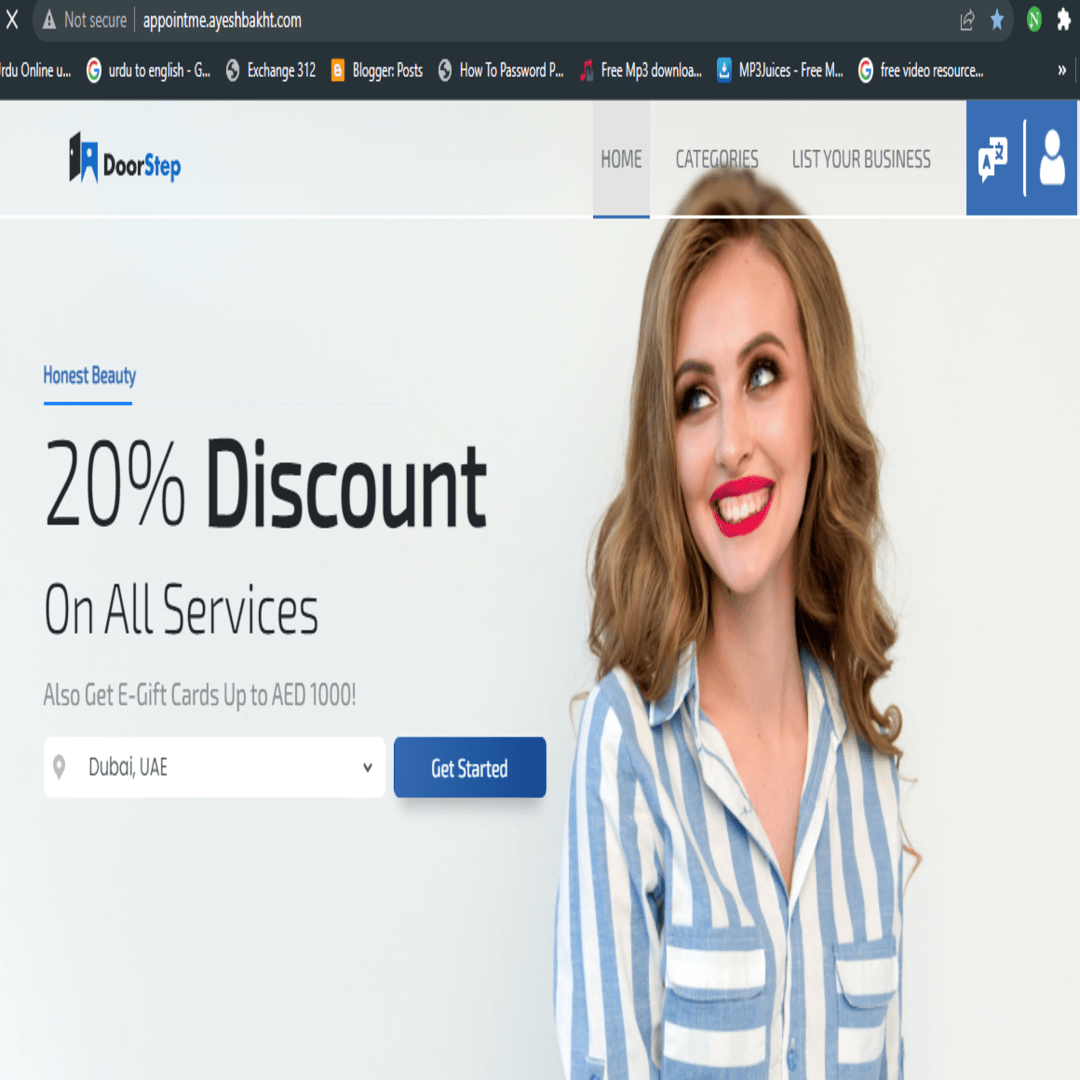 Not secure appointme.ayeshbakht.com
rdu Online u... urdu to english - G... Exchange 312 Blogger: Posts How To Password P... Free Mp3 downloa... MP3Juices - Free M... free video resource... »
DoorStep HOME CATEGORIES LIST YOUR BUSINESS
Honest Beauty
20% Discount
On All Services
Also Get E-Gift Cards Up to AED 1000!
Dubai, UAE Get Started